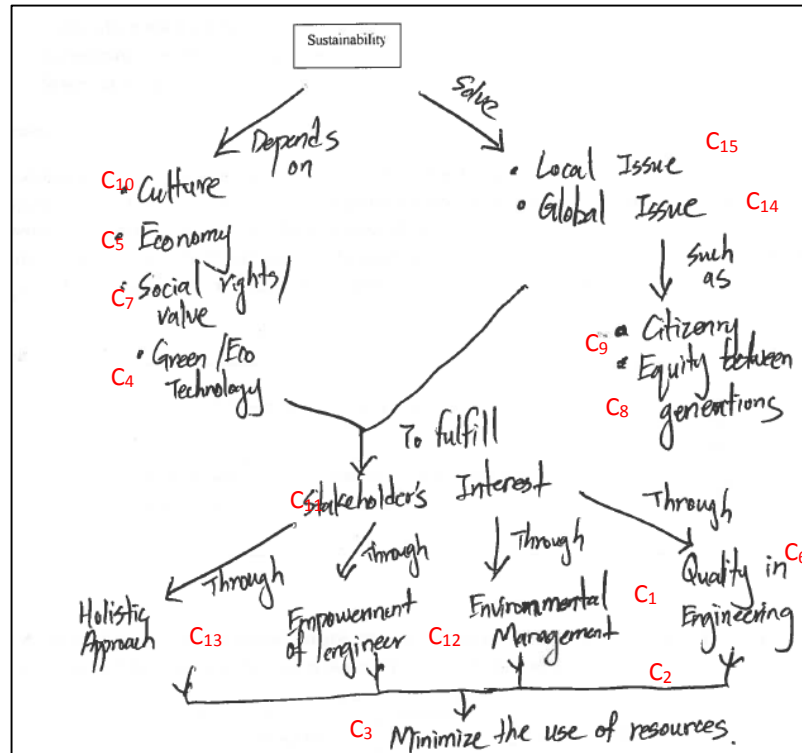 Sustainability
Solve
Depends
on
C15
• Local Issue
C10
• Culture
• Global Issue
C14
C5
• Economy
such
as
C7
• Social rights/
value
• Citizenry
C9
• Green/Eco
Technology
C4
• Equity between
generations
C8
To fulfill
C11
Stakeholder's Interest
Through
Through
Through
Through
C6
Quality in
Engineering
C1
Environmental
Management
Empowerment
of engineer
C12
Holistic
Approach
C13
C2
C3
Minimize the use of resources.